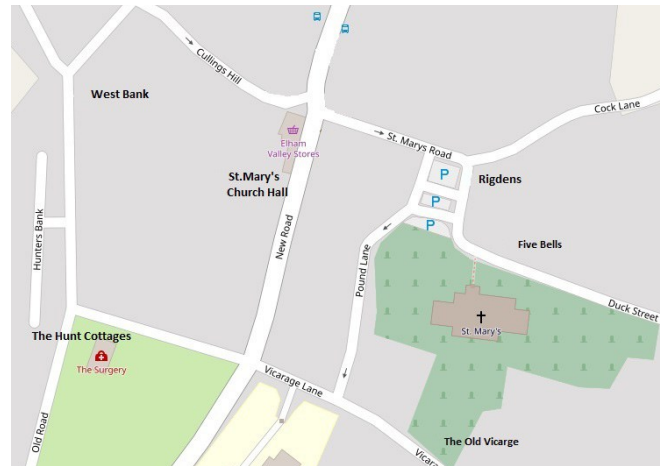 Cullings Hill
West Bank
Cock Lane
Elham
Valley Stores
St. Marys Road
P
St.Mary's
Church Hall
Rigdens
P
Hunters Bank
New Road
P
Five Bells
Pound Lane
Duck Street
St. Mary's
The Hunt Cottages
The Surgery
Vicarage Lane
Old Road
The Old Vicarge
Vicarag